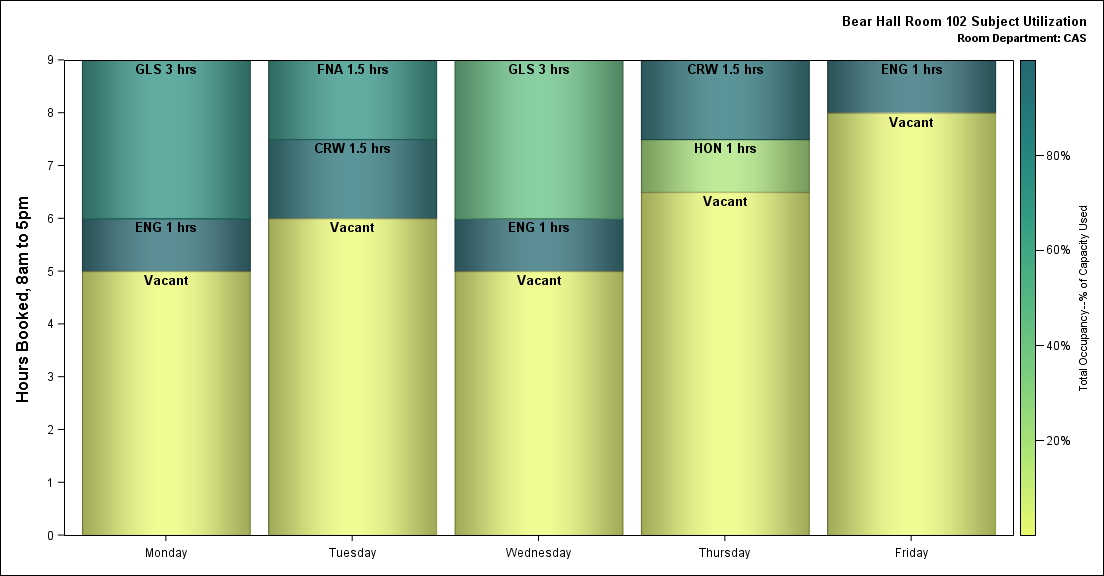 Bear Hall Room 102 Subject Utilization
Room Department: CAS
Hours Booked, 8am to 5pm
9
8
7
6
5
4
3
2
1
0
GLS 3 hrs
ENG 1 hrs
Vacant
FNA 1.5 hrs
CRW 1.5 hrs
Vacant
GLS 3 hrs
ENG 1 hrs
Vacant
CRW 1.5 hrs
HON 1 hrs
Vacant
ENG 1 hrs
Vacant
Monday
Tuesday
Wednesday
Thursday
Friday
80%
60%
40%
20%
Total Occupancy--% of Capacity Used